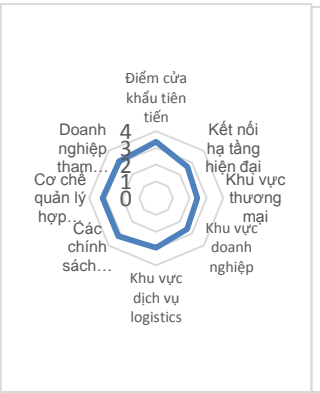 Điểm cửa
khẩu tiên
tiến
Kết nối
hạ tầng
hiện đại
Khu vực
thương
mại
Khu vực
doanh
nghiệp
Khu vực
dịch vụ
logistics
Các
chính
sách…
Cơ chế
quản lý
hợp…
Doanh
nghiệp
tham…
4
3
2
1
0